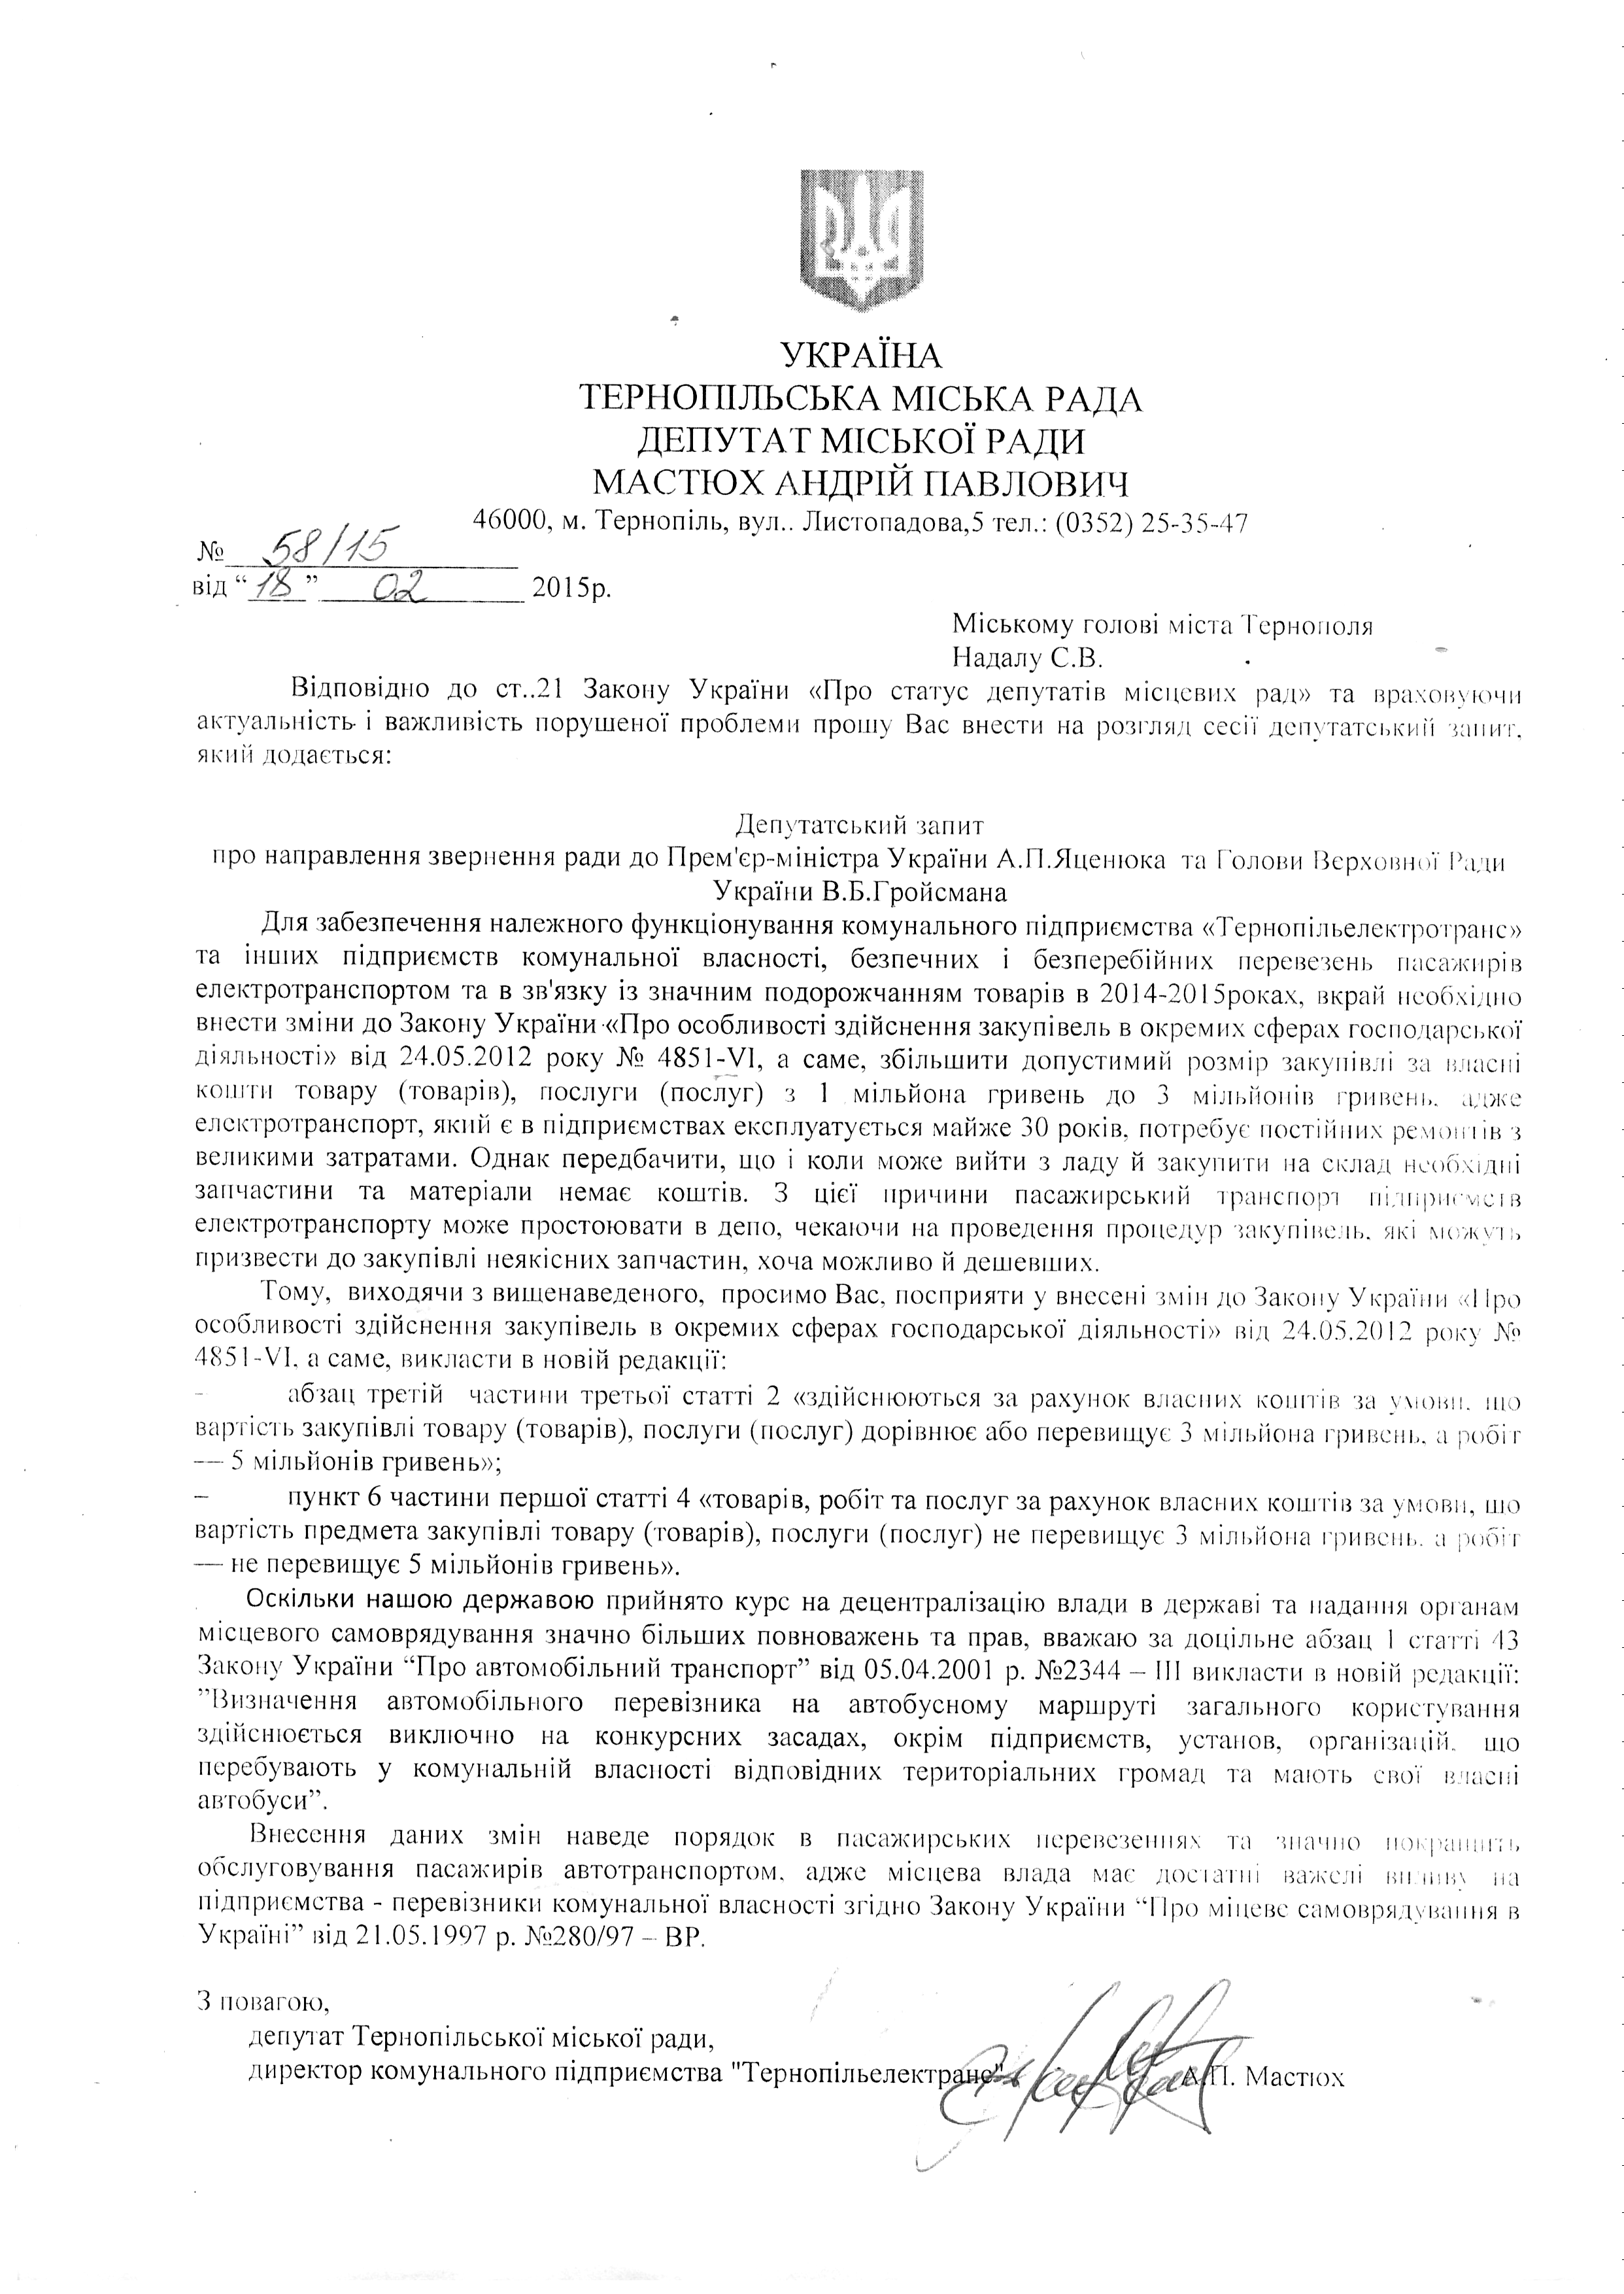 УКРАЇНА
ТЕРНОПІЛЬСЬКА МІСЬКА РАДА
ДЕПУТАТ МІСЬКОЇ РАДИ
МАСТЮХ АНДРІЙ ПАВЛОВИЧ
46000, м. Тернопіль, вул.. Листопадова,5 тел.: (0352) 25-35-47
№ 58/15
від “18” 02 2015р.
Міському голові міста Тернополя
Надалу С.В.
Відповідно до ст..21 Закону України «Про статус депутатів місцевих рад» та враховуючи
актуальність і важливість порушеної проблеми прошу Вас внести на розгляд сесії депутатський запит,
який додається:
Депутатський запит
про направлення звернення ради до Прем'єр-міністра України А.П.Яценюка та Голови Верховної Ради
України В.Б.Гройсмана
Для забезпечення належного функціонування комунального підприємства «Тернопільелектротранс»
та інших підприємств комунальної власності, безпечних і безперебійних перевезень пасажирів
електротранспортом та в зв'язку із значним подорожчанням товарів в 2014-2015роках, вкрай необхідно
внести зміни до Закону України «Про особливості здійснення закупівель в окремих сферах господарської
діяльності» від 24.05.2012 року № 4851-VI, а саме, збільшити допустимий розмір закупівлі за власні
кошти товару (товарів), послуги (послуг) з 1 мільйона гривень до 3 мільйонів гривень, адже
електротранспорт, який є в підприємствах експлуатується майже 30 років, потребує постійних ремонтів з
великими затратами. Однак передбачити, що і коли може вийти з ладу й закупити на склад необхідні
запчастини та матеріали немає коштів. З цієї причини пасажирський транспорт підприємств
електротранспорту може простоювати в депо, чекаючи на проведення процедур закупівель, які можуть
призвести до закупівлі неякісних запчастин, хоча можливо й дешевших.
Тому, виходячи з вищенаведеного, просимо Вас, посприяти у внесені змін до Закону України «Про
особливості здійснення закупівель в окремих сферах господарської діяльності» від 24.05.2012 року №
4851-VI, а саме, викласти в новій редакції:
- абзац третій частини третьої статті 2 «здійснюються за рахунок власних коштів за умови, що
вартість закупівлі товару (товарів), послуги (послуг) дорівнює або перевищує 3 мільйона гривень, а робіт
— 5 мільйонів гривень»;
- пункт 6 частини першої статті 4 «товарів, робіт та послуг за рахунок власних коштів за умови, що
вартість предмета закупівлі товару (товарів), послуги (послуг) не перевищує 3 мільйона гривень, а робіт
— не перевищує 5 мільйонів гривень».
Оскільки нашою державою прийнято курс на децентралізацію влади в державі та надання органам
місцевого самоврядування значно більших повноважень та прав, вважаю за доцільне абзац 1 статті 43
Закону України “Про автомобільний транспорт” від 05.04.2001 р. №2344 – III викласти в новій редакції:
”Визначення автомобільного перевізника на автобусному маршруті загального користування
здійснюється виключно на конкурсних засадах, окрім підприємств, установ, організацій, що
перебувають у комунальній власності відповідних територіальних громад та мають свої власні
автобуси”.
Внесення даних змін наведе порядок в пасажирських перевезеннях та значно покращить
обслуговування пасажирів автотранспортом, адже місцева влада має достатні важелі впливу на
підприємства - перевізники комунальної власності згідно Закону України “Про міцеве самоврядування в
Україні” від 21.05.1997 р. №280/97 – ВР.
З повагою,
депутат Тернопільської міської ради,
директор комунального підприємства "Тернопільелектранс" А.П. Мастюх